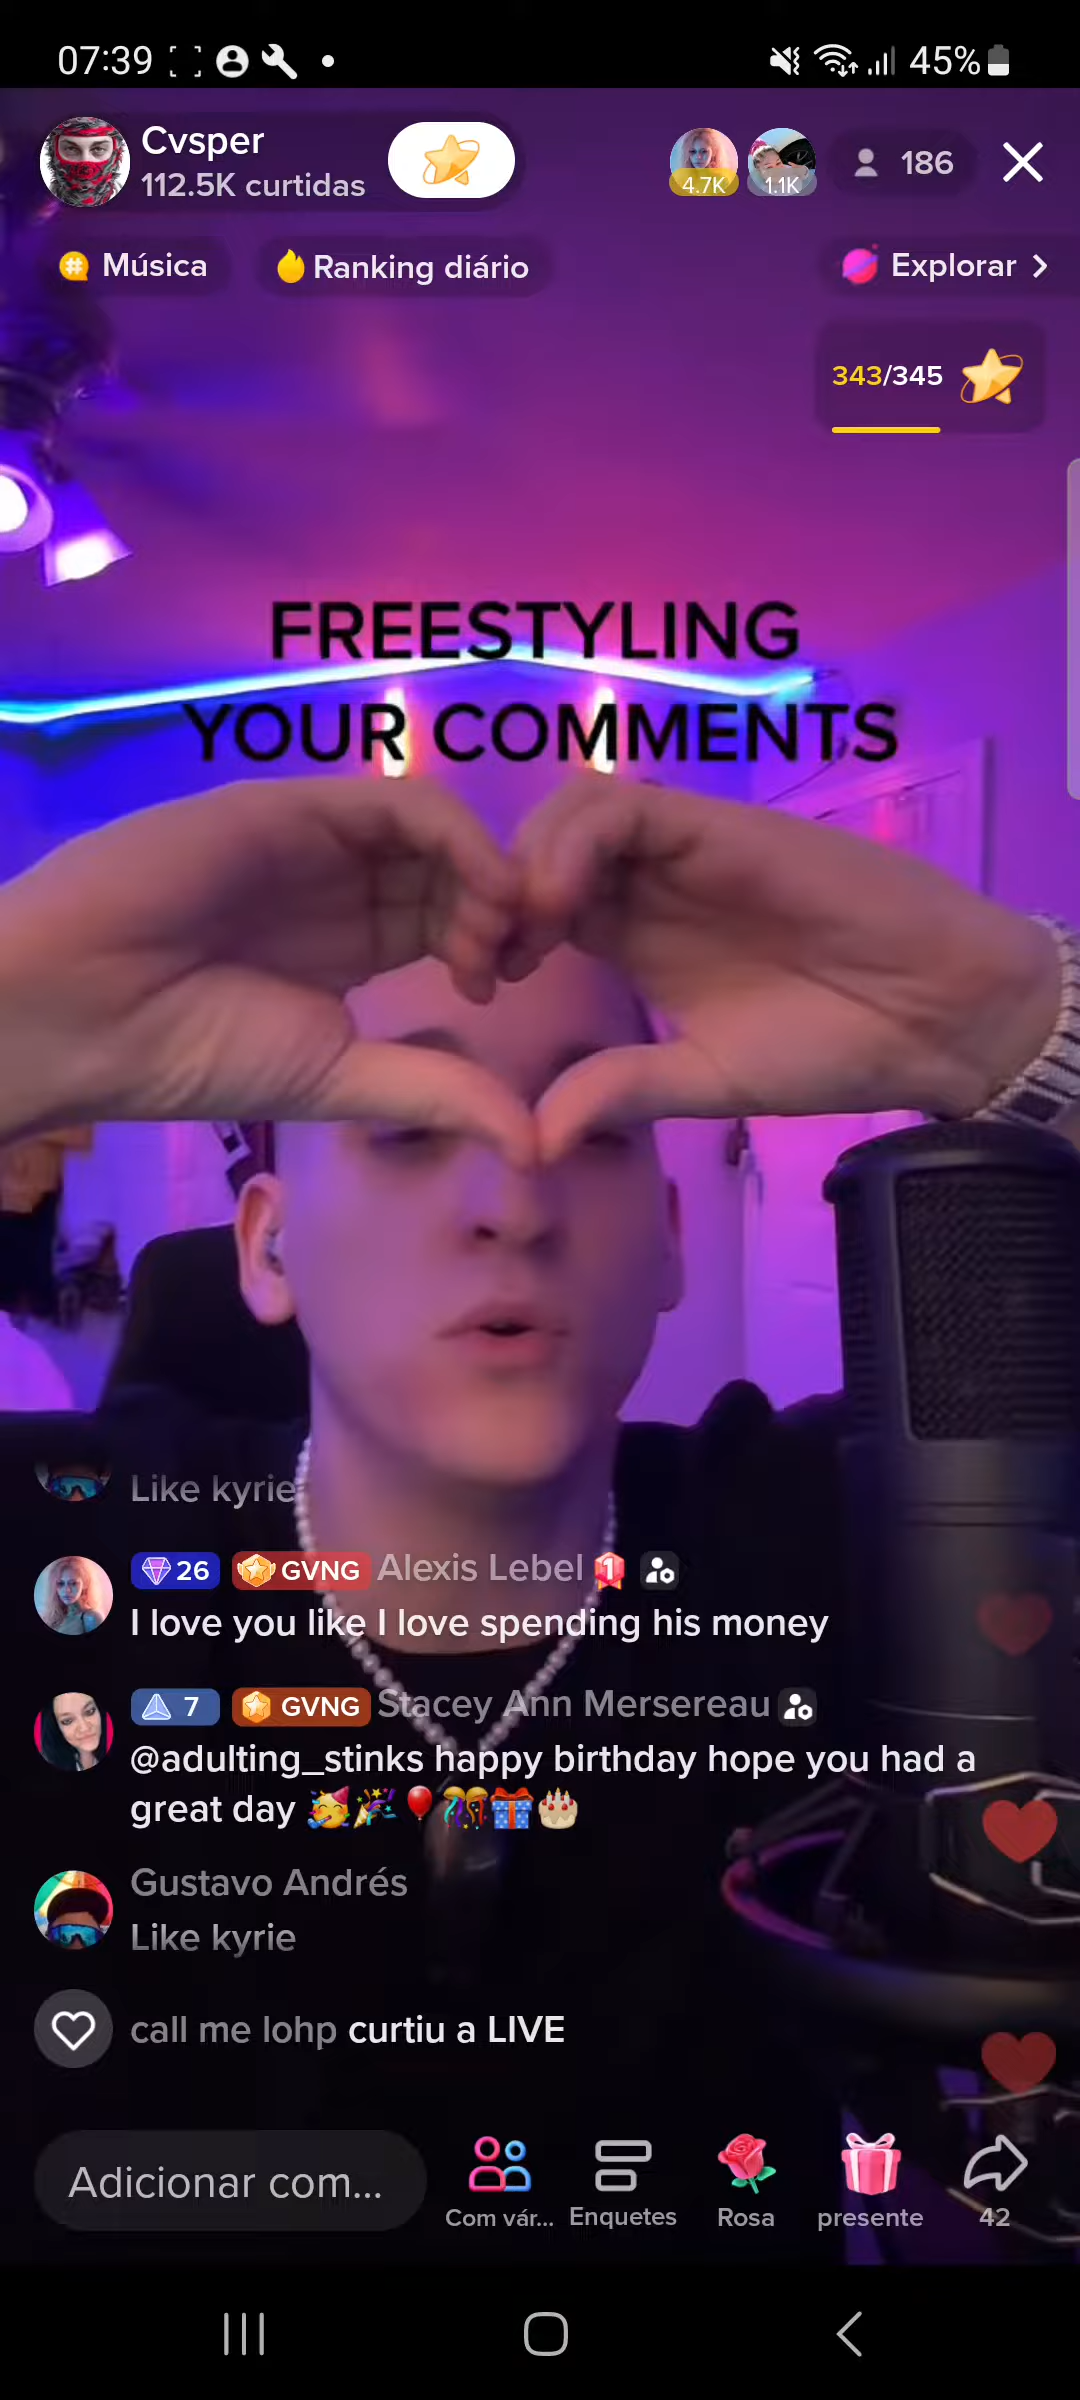 07:39
45%
Cvsper
112.5K curtidas
4.7K
1.1K
186
Música
Ranking diário
Explorar
343/345
FREESTYLING
YOUR COMMENTS
Like kyrie
26 GVNG Alexis Lebel 1
I love you like I love spending his money
7 GVNG Stacey Ann Mersereau
@adulting_stinks happy birthday hope you had a
great day 🥳🎉🎈🎊🎁🎂
Gustavo Andrés
Like kyrie
call me lohp curtiu a LIVE
Adicionar com...
Com vár...
Enquetes
Rosa
presente
42